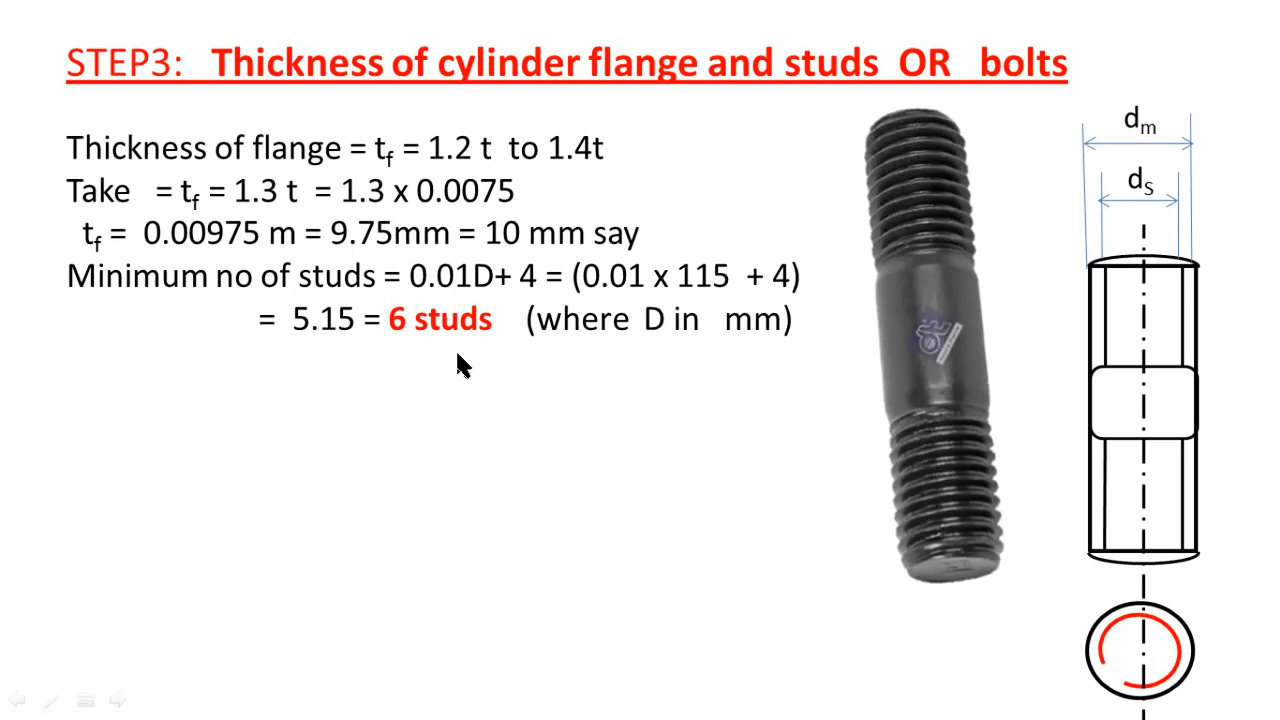 STEP3: Thickness of cylinder flange and studs OR bolts
Thickness of flange = tf = 1.2 t to 1.4t
Take = tf = 1.3 t = 1.3 x 0.0075
tf = 0.00975 m = 9.75mm = 10 mm say
Minimum no of studs = 0.01D+ 4 = (0.01 x 115 + 4)
= 5.15 = 6 studs (where D in mm)
dm
dS